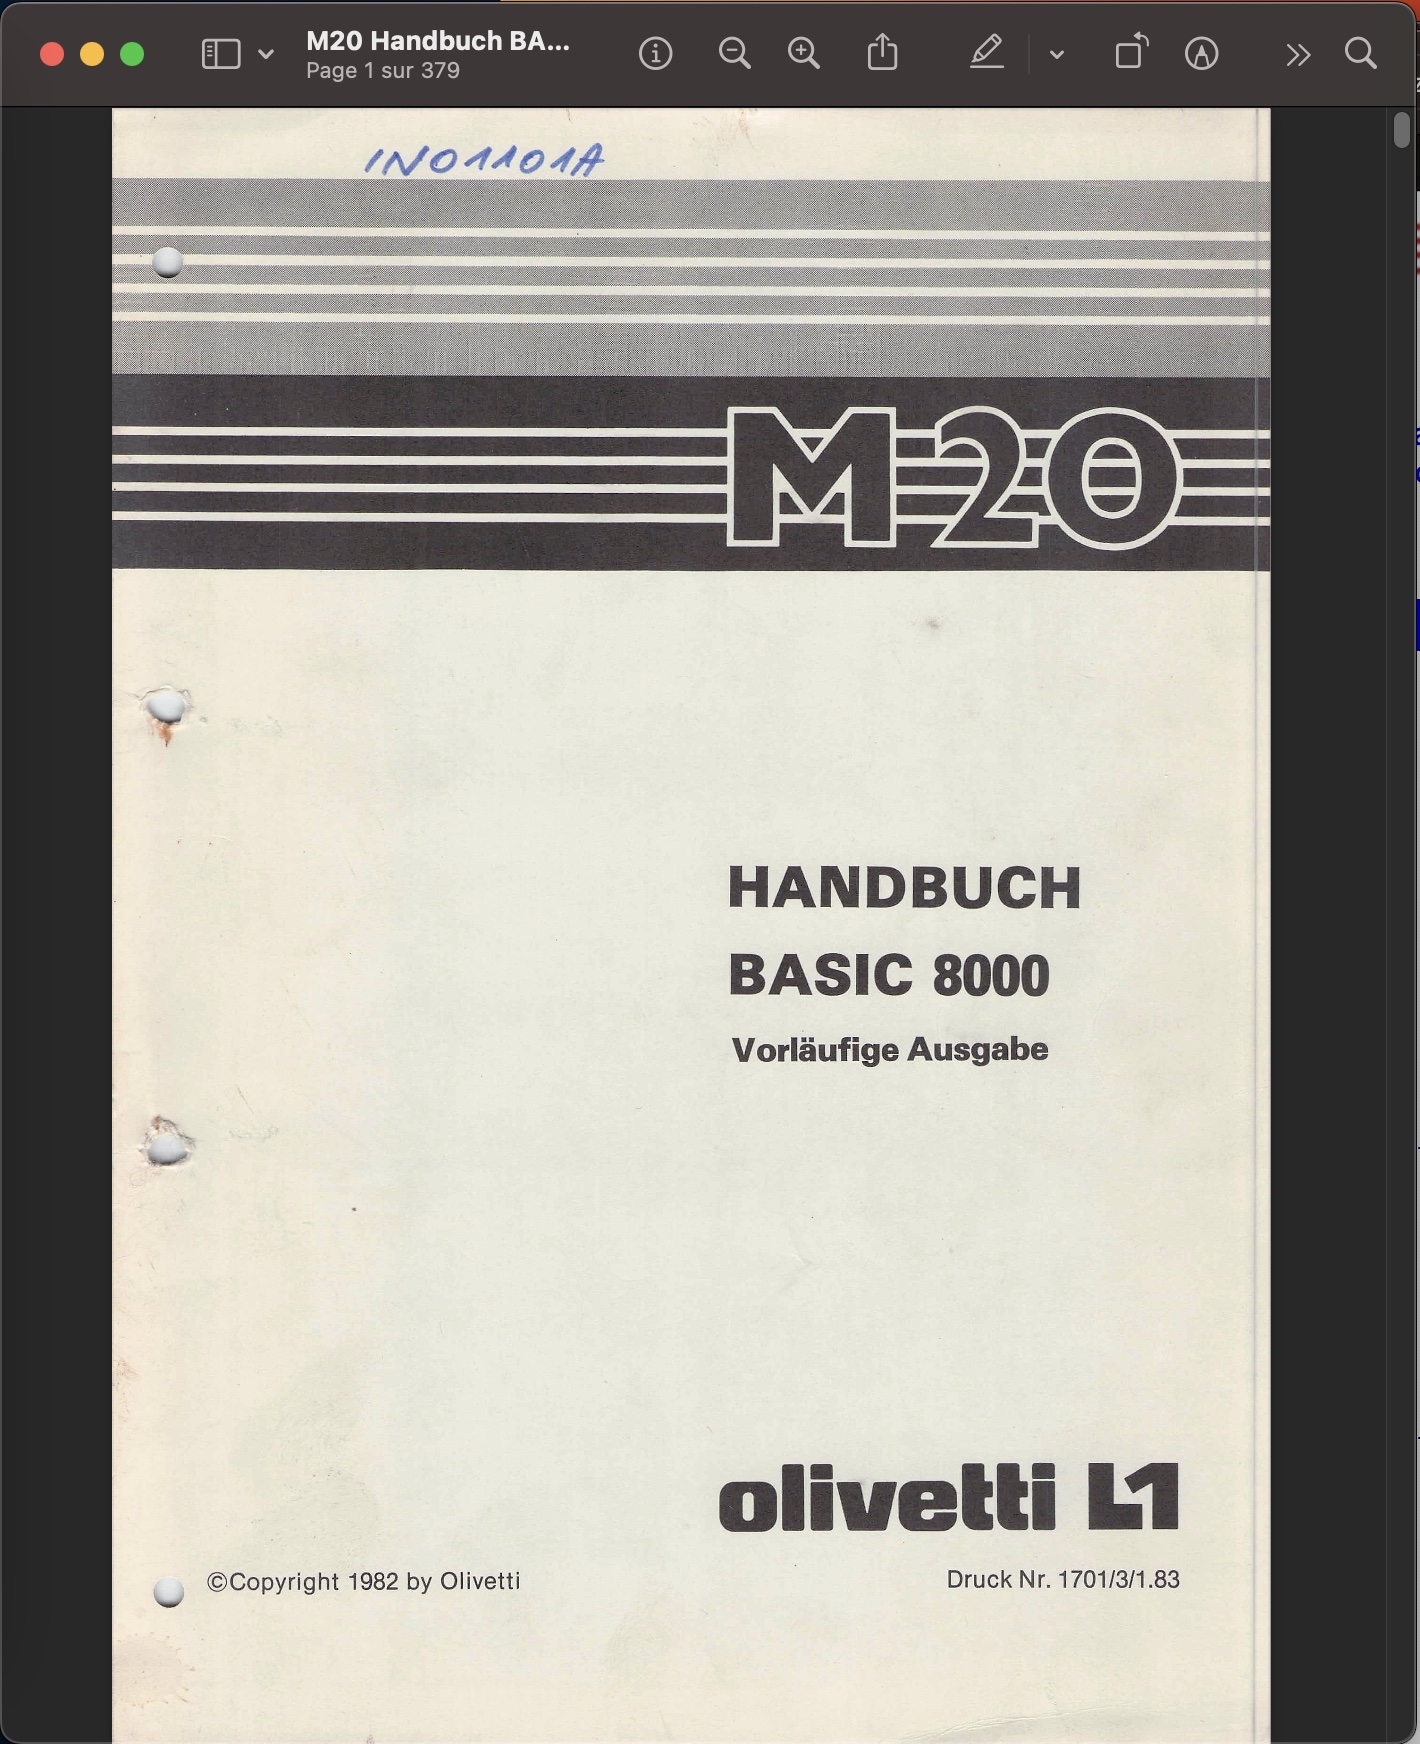 M20 Handbuch BA...
Page 1 sur 379
IN01101A
M20
HANDBUCH
BASIC 8000
Vorläufige Ausgabe
olivetti L1
©Copyright 1982 by Olivetti
Druck Nr. 1701/3/1.83